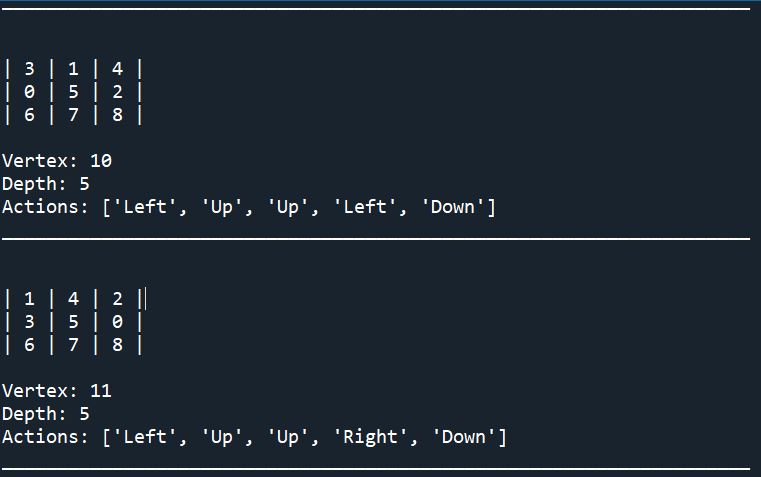 | 3 | 1 | 4 |
| 0 | 5 | 2 |
| 6 | 7 | 8 |
Vertex: 10
Depth: 5
Actions: ['Left', 'Up', 'Up', 'Left', 'Down']
| 1 | 4 | 2 |
| 3 | 5 | 0 |
| 6 | 7 | 8 |
Vertex: 11
Depth: 5
Actions: ['Left', 'Up', 'Up', 'Right', 'Down']